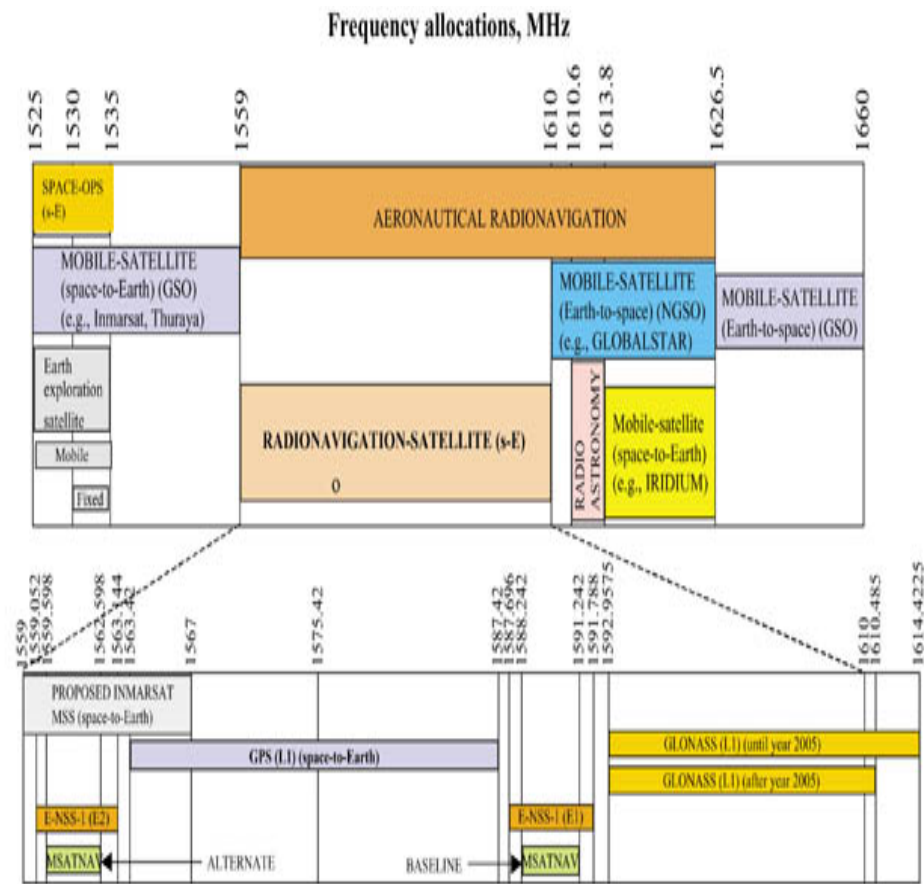 Frequency allocations, MHz
1525
1530
1535
1559
1610
1610.6
1613.8
1626.5
1660
SPACE-OPS
(s-E)
AERONAUTICAL RADIONAVIGATION
MOBILE-SATELLITE
(space-to-Earth) (GSO)
(e.g., Inmarsat, Thuraya)
MOBILE-SATELLITE
(Earth-to-space) (NGSO)
(e.g., GLOBALSTAR)
MOBILE-SATELLITE
(Earth-to-space) (GSO)
Earth
exploration
satellite
Mobile
Fixed
RADIONAVIGATION-SATELLITE (s-E)
o
RADIO
ASTRONOMY
Mobile-satellite
(space-to-Earth)
(e.g., IRIDIUM)
1559
1559.052
1559.598
1562.598
1563.144
1563.42
1567
1575.42
1587.42
1587.696
1588.242
1591.242
1591.788
1592.9575
1610
1610.485
1614.4225
PROPOSED INMARSAT
MSS (space-to-Earth)
GPS (L1) (space-to-Earth)
GLONASS (L1) (until year 2005)
GLONASS (L1) (after year 2005)
E-NSS-1 (E2)
E-NSS-1 (E1)
MSATNAV
ALTERNATE
BASELINE
MSATNAV